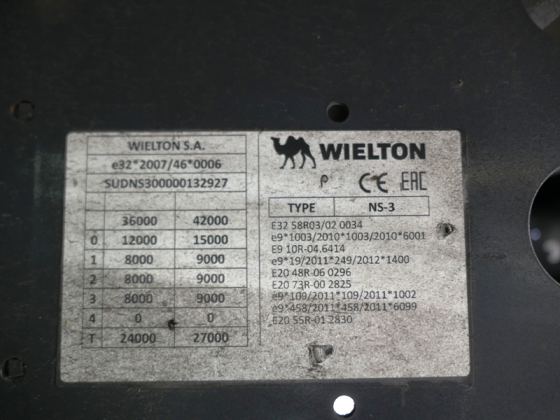 WIELTON S.A.
e32*2007/46*0006
SUDNS300000132927
36000 42000
0 12000 15000
1 8000 9000
2 8000 9000
3 8000 9000
4 0 0
T 24000 27000
WIELTON
CE EAC
TYPE NS-3
E32 58R03/02 0034
e9*1003/2010*1003/2010*6001
E9 10R-04.6414
e9*19/2011*249/2012*1400
E20 48R-06 0296
E20 73R-00 2825
e9*109/2011*109/2011*1002
e9*458/2011*458/2011*6099
E20 55R-01 2830